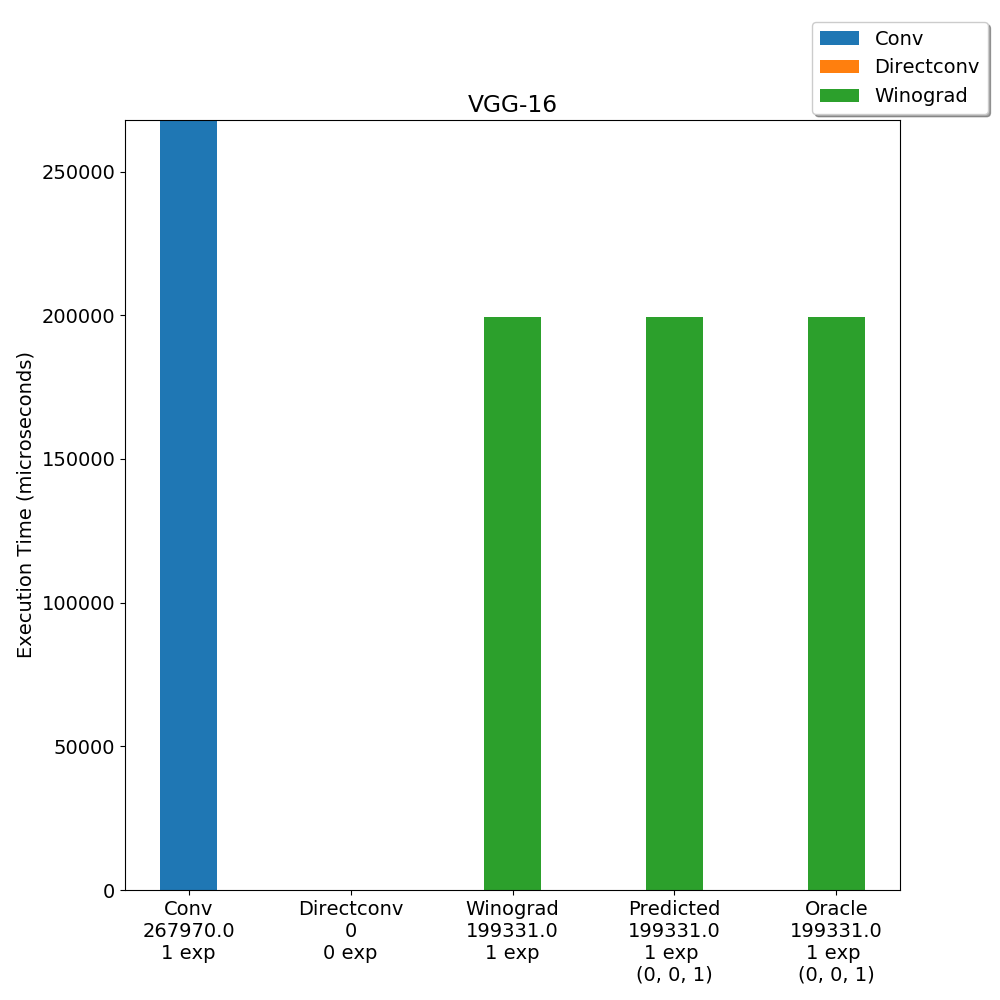 Conv
Directconv
Winograd
VGG-16
Execution Time (microseconds)
250000
200000
150000
100000
50000
0
Conv
267970.0
1 exp
Directconv
0
0 exp
Winograd
199331.0
1 exp
Predicted
199331.0
1 exp
(0, 0, 1)
Oracle
199331.0
1 exp
(0, 0, 1)